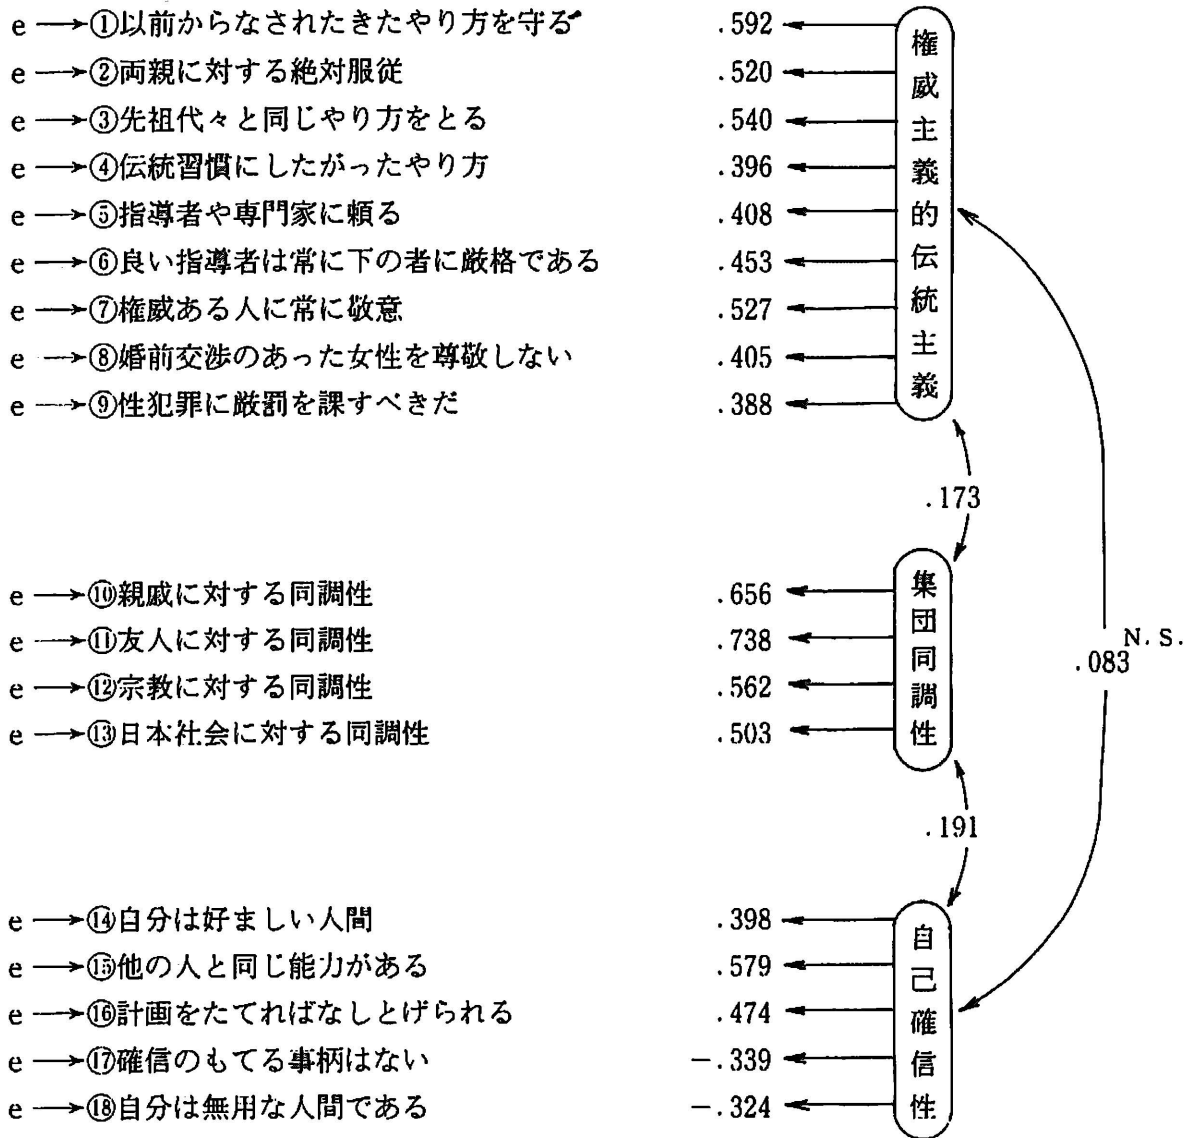 e →①以前からなされたきたやり方を守る .592
e →②両親に対する絶対服従 .520
e →③先祖代々と同じやり方をとる .540
e →④伝統習慣にしたがったやり方 .396
e →⑤指導者や専門家に頼る .408
e →⑥良い指導者は常に下の者に厳格である .453
e →⑦権威ある人に常に敬意 .527
e →⑧婚前交渉のあった女性を尊敬しない .405
e →⑨性犯罪に厳罰を課すべきだ .388
権威主義的伝統主義
.173
e →⑩親戚に対する同調性 .656
e →⑪友人に対する同調性 .738
e →⑫宗教に対する同調性 .562
e →⑬日本社会に対する同調性 .503
集団同調性
N.S.
.083
.191
e →⑭自分は好ましい人間 .398
e →⑮他の人と同じ能力がある .579
e →⑯計画をたてればなしとげられる .474
e →⑰確信のもてる事柄はない -.339
e →⑱自分は無用な人間である -.324
自己確信性